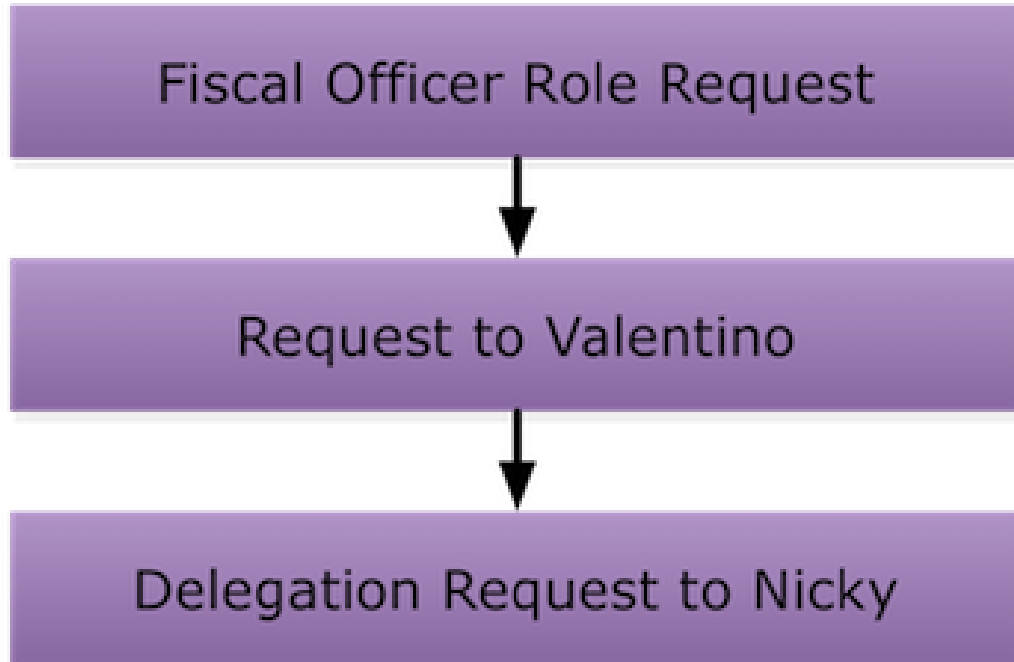 Fiscal Officer Role Request
Request to Valentino
Delegation Request to Nicky